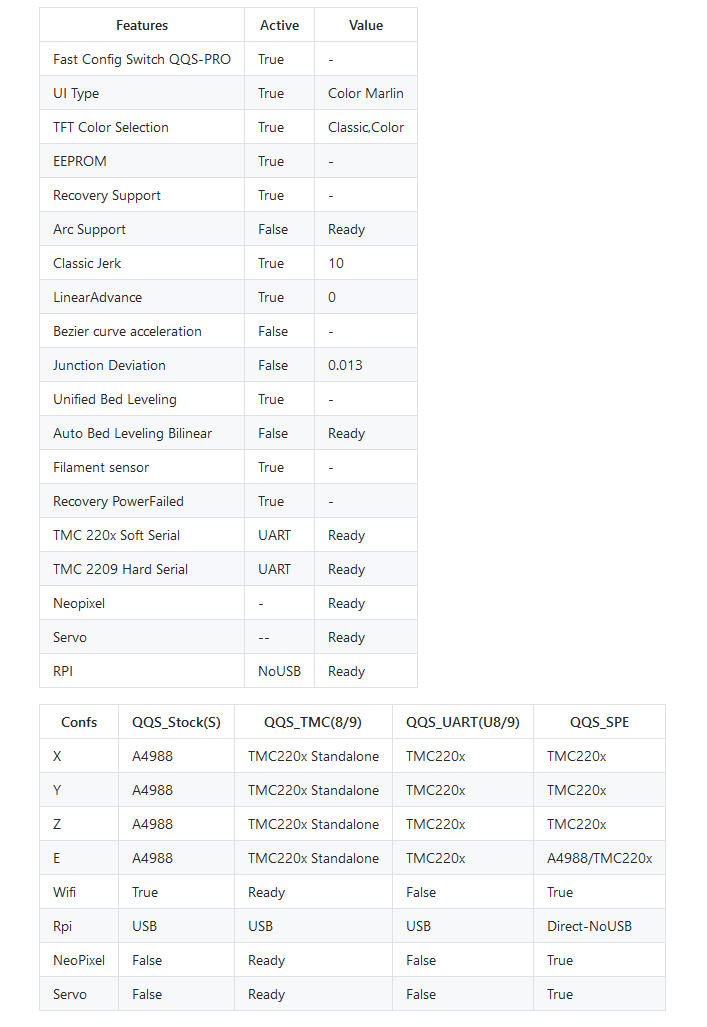 Features Active Value
Fast Config Switch QQS-PRO True -
UI Type True Color Marlin
TFT Color Selection True Classic,Color
EEPROM True -
Recovery Support True -
Arc Support False Ready
Classic Jerk True 10
LinearAdvance True 0
Bezier curve acceleration False -
Junction Deviation False 0.013
Unified Bed Leveling True -
Auto Bed Leveling Bilinear False Ready
Filament sensor True -
Recovery PowerFailed True -
TMC 220x Soft Serial UART Ready
TMC 2209 Hard Serial UART Ready
Neopixel - Ready
Servo -- Ready
RPI NoUSB Ready
Confs QQS_Stock(S) QQS_TMC(8/9) QQS_UART(U8/9) QQS_SPE
X A4988 TMC220x Standalone TMC220x TMC220x
Y A4988 TMC220x Standalone TMC220x TMC220x
Z A4988 TMC220x Standalone TMC220x TMC220x
E A4988 TMC220x Standalone TMC220x A4988/TMC220x
Wifi True Ready False True
Rpi USB USB USB Direct-NoUSB
NeoPixel False Ready False True
Servo False Ready False True